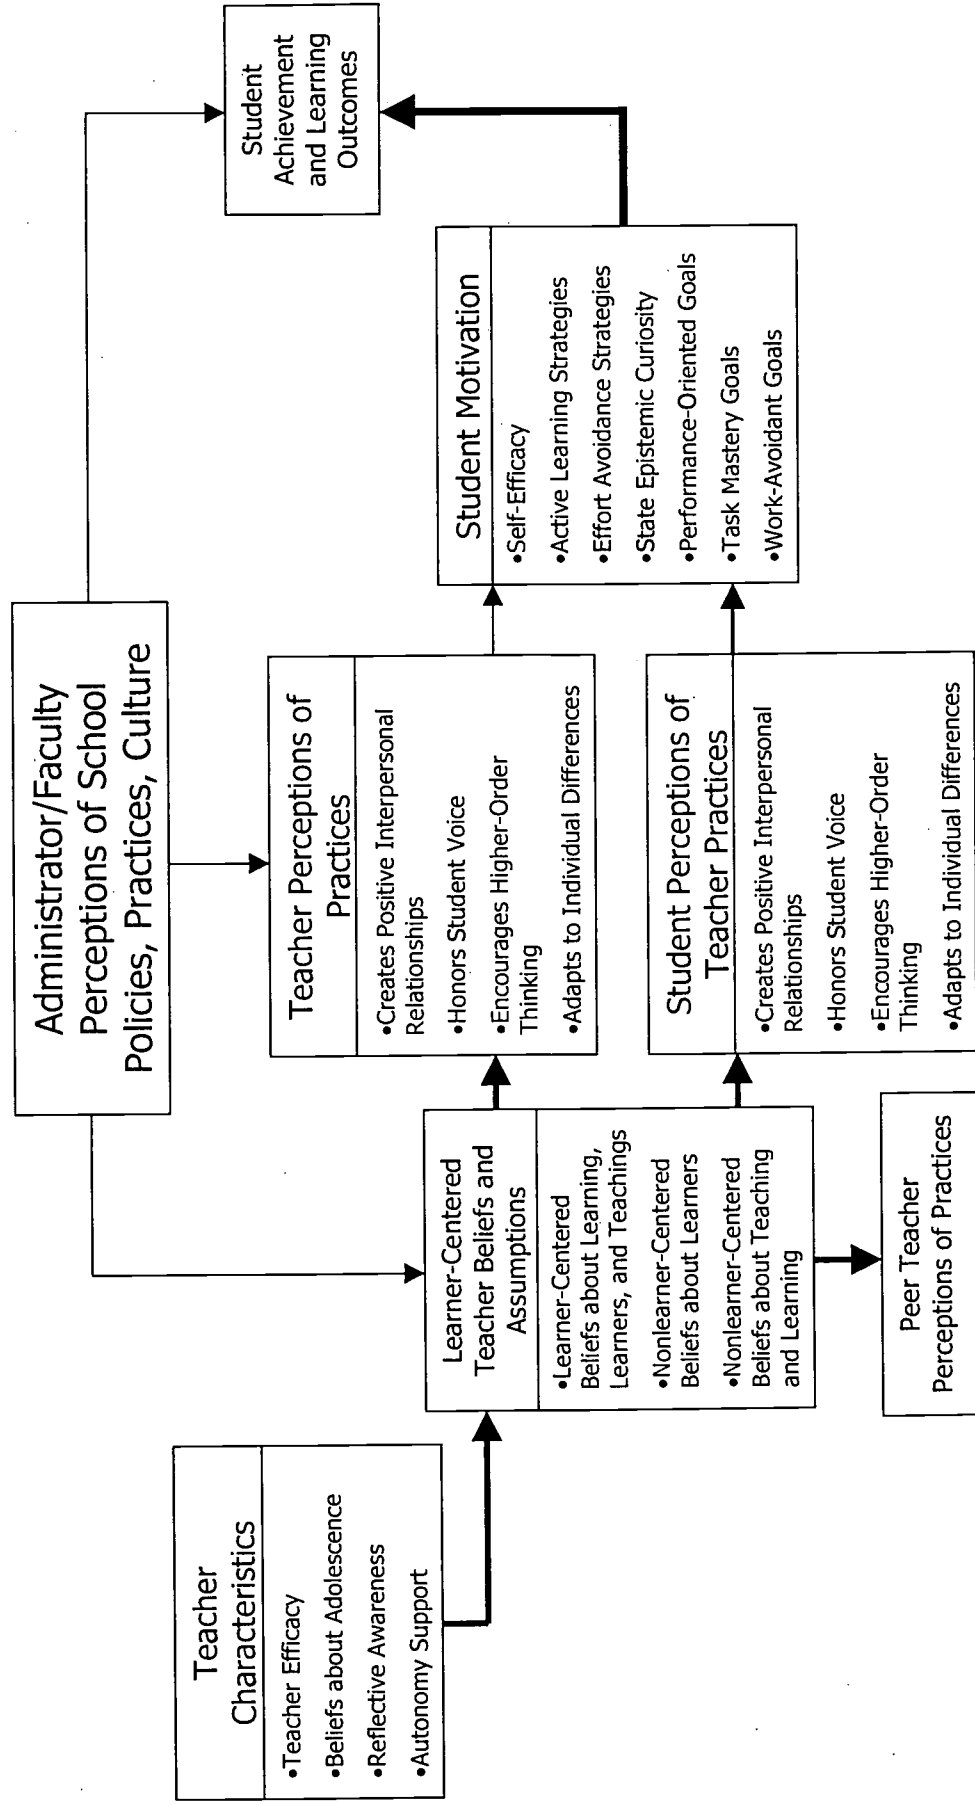 Administrator/Faculty
Perceptions of School
Policies, Practices, Culture
Teacher
Characteristics
•Teacher Efficacy
•Beliefs about Adolescence
•Reflective Awareness
•Autonomy Support
Learner-Centered
Teacher Beliefs and
Assumptions
•Learner-Centered
Beliefs about Learning,
Learners, and Teachings
•Nonlearner-Centered
Beliefs about Learners
•Nonlearner-Centered
Beliefs about Teaching
and Learning
Peer Teacher
Perceptions of Practices
Teacher Perceptions of
Practices
•Creates Positive Interpersonal
Relationships
•Honors Student Voice
•Encourages Higher-Order
Thinking
•Adapts to Individual Differences
Student Perceptions of
Teacher Practices
•Creates Positive Interpersonal
Relationships
•Honors Student Voice
•Encourages Higher-Order
Thinking
•Adapts to Individual Differences
Student Motivation
•Self-Efficacy
•Active Learning Strategies
•Effort Avoidance Strategies
•State Epistemic Curiosity
•Performance-Oriented Goals
•Task Mastery Goals
•Work-Avoidant Goals
Student
Achievement
and Learning
Outcomes